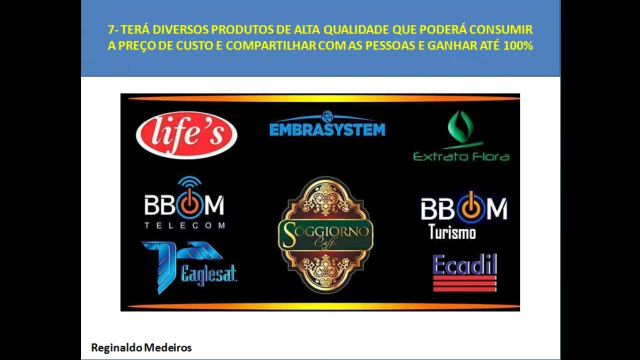 7- TERÁ DIVERSOS PRODUTOS DE ALTA QUALIDADE QUE PODERÁ CONSUMIR
A PREÇO DE CUSTO E COMPARTILHAR COM AS PESSOAS E GANHAR ATÉ 100%
life's
EMBRASYSTEM
Extrato Flora
BBOM
TELECOM
SOGGIORNO
Caffè
BBOM
Turismo
Eaglesat
Ecadil
Reginaldo Medeiros